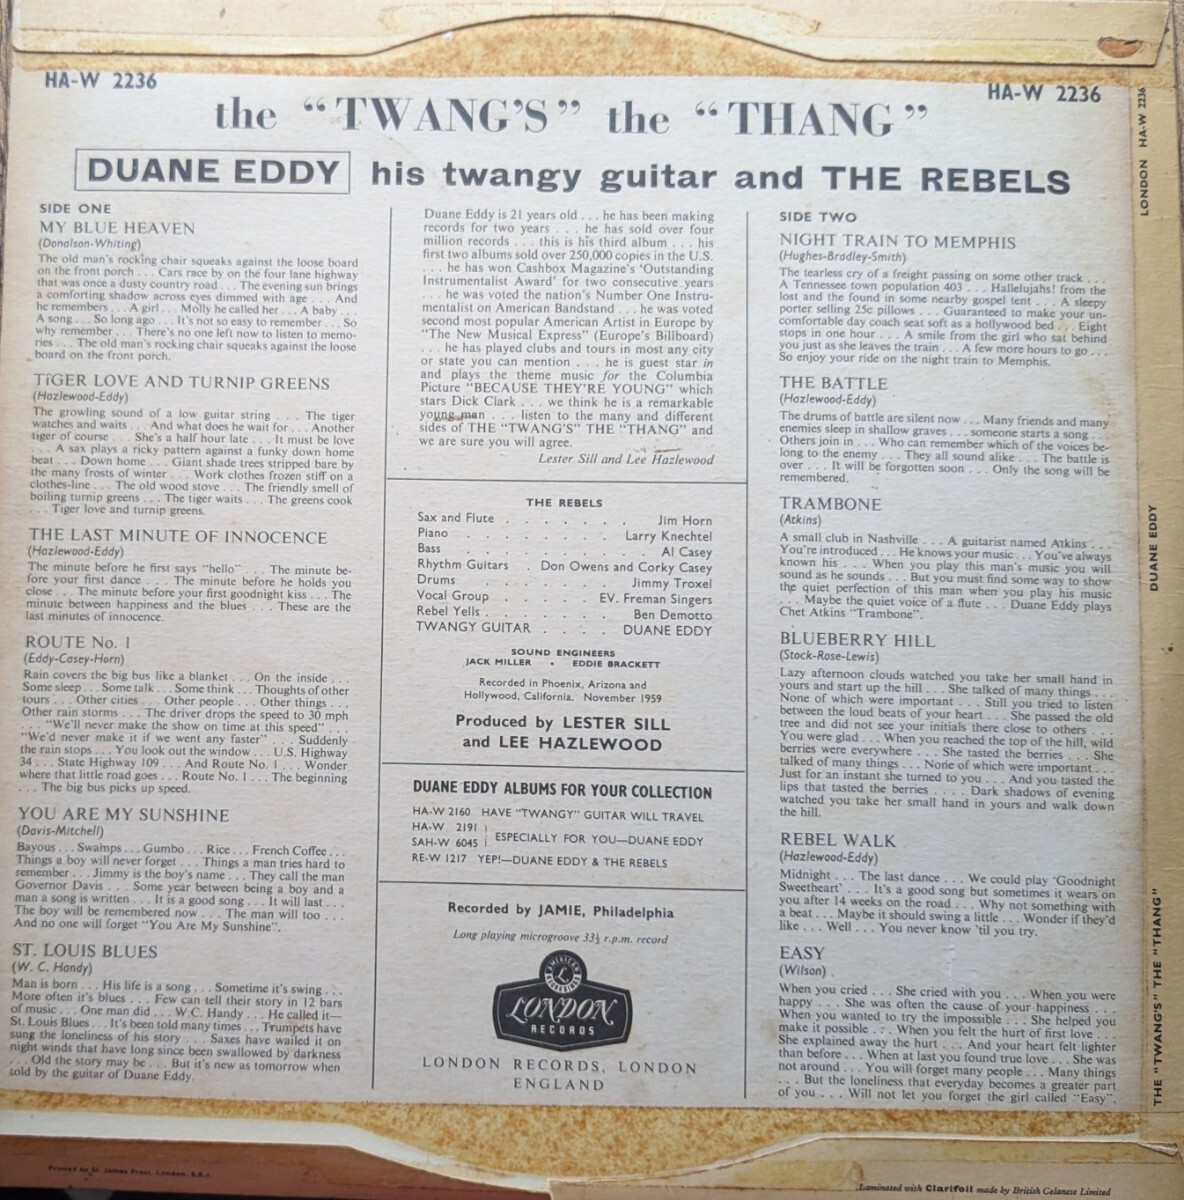 HA-W 2236
HA-W 2236
the “TWANG'S” the “THANG”
DUANE EDDY his twangy guitar and THE REBELS
SIDE ONE
MY BLUE HEAVEN
(Donalson-Whiting)
The old man's rocking chair squeaks against the loose board
on the front porch . . . Cars race by on the four lane highway
that was once a dusty country road . . . The evening sun brings
a comforting shadow across eyes dimmed with age . . . And
he remembers . . . A girl . . . Molly he called her . . . A baby . . .
A song . . . So long ago . . . It's not so easy to remember . . . So
why remember . . . There's no one left now to listen to memo-
ries . . . The old man's rocking chair squeaks against the loose
board on the front porch.
TIGER LOVE AND TURNIP GREENS
(Hazlewood-Eddy)
The growling sound of a low guitar string . . . The tiger
watches and waits . . . And what does he wait for . . . Another
tiger of course . . . She's a half hour late . . . It must be love
. . . A sax plays a ricky pattern against a funky down home
beat . . . Down home . . . Giant shade trees stripped bare by
the many frosts of winter . . . Work clothes frozen stiff on a
clothes-line . . . The old wood stove . . . The friendly smell of
boiling turnip greens . . . The tiger waits . . . The greens cook
. . . Tiger love and turnip greens.
THE LAST MINUTE OF INNOCENCE
(Hazlewood-Eddy)
The minute before he first says “hello” . . . The minute be-
fore your first dance . . . The minute before he holds you
close . . . The minute before your first goodnight kiss . . . The
minute between happiness and the blues . . . These are the
last minutes of innocence.
ROUTE No. 1
(Eddy-Casey-Horn)
Rain covers the big bus like a blanket . . . On the inside . . .
Some sleep . . . Some talk . . . Some think . . . Thoughts of other
tours . . . Other cities . . . Other people . . . Other things . . .
Other rain storms . . . The driver drops the speed to 30 mph
. . . “We'll never make the show on time at this speed” . . .
“We'd never make it if we went any faster” . . . Suddenly
the rain stops . . . You look out the window . . . U.S. Highway
34 . . . State Highway 109 . . . And Route No. 1 . . . Wonder
where that little road goes . . . Route No. 1 . . . The beginning
. . . The big bus picks up speed.
YOU ARE MY SUNSHINE
(Davis-Mitchell)
Bayous . . . Swamps . . . Gumbo . . . Rice . . . French Coffee . . .
Things a boy will never forget . . . Things a man tries hard to
remember . . . Jimmy is the boy's name . . . They call the man
Governor Davis . . . Some year between being a boy and a
man a song is written . . . It is a good song . . . It will last . . .
The boy will be remembered now . . . The man will too . . .
And no one will forget “You Are My Sunshine”.
ST. LOUIS BLUES
(W. C. Handy)
Man is born . . . His life is a song . . . Sometime it's swing . . .
More often it's blues . . . Few can tell their story in 12 bars
of music . . . One man did . . . W.C. Handy . . . He called it—
St. Louis Blues . . . It's been told many times . . . Trumpets have
sung the loneliness of his story . . . Saxes have wailed it on
night winds that have long since been swallowed by darkness
. . . Old the story may be . . . But it's new as tomorrow when
told by the guitar of Duane Eddy.
Duane Eddy is 21 years old . . . he has been making
records for two years . . . he has sold over four
million records . . . this is his third album . . . his
first two albums sold over 250,000 copies in the U.S.
. . . he has won Cashbox Magazine's ‘Outstanding
Instrumentalist Award’ for two consecutive years
. . . he was voted the nation's Number One Instru-
mentalist on American Bandstand . . . he was voted
second most popular American Artist in Europe by
“The New Musical Express” (Europe's Billboard)
. . . he has played clubs and tours in most any city
or state you can mention . . . he is guest star in
and plays the theme music for the Columbia
Picture “BECAUSE THEY'RE YOUNG” which
stars Dick Clark . . . we think he is a remarkable
young man . . . listen to the many and different
sides of THE “TWANG'S” THE “THANG” and
we are sure you will agree.
Lester Sill and Lee Hazlewood
THE REBELS
Sax and Flute . . . . . . . Jim Horn
Piano . . . . . . . . Larry Knechtel
Bass . . . . . . . . . Al Casey
Rhythm Guitars . Don Owens and Corky Casey
Drums . . . . . . . Jimmy Troxel
Vocal Group . . . . . EV. Freman Singers
Rebel Yells . . . . . . . Ben Demotto
TWANGY GUITAR . . . . DUANE EDDY
SOUND ENGINEERS
JACK MILLER • EDDIE BRACKETT
Recorded in Phoenix, Arizona and
Hollywood, California. November 1959
Produced by LESTER SILL
and LEE HAZLEWOOD
DUANE EDDY ALBUMS FOR YOUR COLLECTION
HA-W 2160 HAVE “TWANGY” GUITAR WILL TRAVEL
HA-W 2191
SAH-W 6045 ESPECIALLY FOR YOU—DUANE EDDY
RE-W 1217 YEP!—DUANE EDDY & THE REBELS
Recorded by JAMIE, Philadelphia
Long playing microgroove 33⅓ r.p.m. record
AMERICAN
L
RECORDINGS
LONDON
RECORDS
LONDON RECORDS, LONDON
ENGLAND
SIDE TWO
NIGHT TRAIN TO MEMPHIS
(Hughes-Bradley-Smith)
The tearless cry of a freight passing on some other track . . .
A Tennessee town population 403 . . . Hallelujahs! from the
lost and the found in some nearby gospel tent . . . A sleepy
porter selling 25c pillows . . . Guaranteed to make your un-
comfortable day coach seat soft as a hollywood bed . . . Eight
stops in one hour . . . A smile from the girl who sat behind
you just as she leaves the train . . . A few more hours to go . . .
So enjoy your ride on the night train to Memphis.
THE BATTLE
(Hazlewood-Eddy)
The drums of battle are silent now . . . Many friends and many
enemies sleep in shallow graves . . . someone starts a song . . .
Others join in . . . Who can remember which of the voices be-
long to the enemy . . . They all sound alike . . . The battle is
over . . . It will be forgotten soon . . . Only the song will be
remembered.
TRAMBONE
(Atkins)
A small club in Nashville . . . A guitarist named Atkins . . .
You're introduced . . . He knows your music . . . You've always
known his . . . When you play this man's music you will
sound as he sounds . . . But you must find some way to show
the quiet perfection of this man when you play his music
. . . Maybe the quiet voice of a flute . . . Duane Eddy plays
Chet Atkins “Trambone”.
BLUEBERRY HILL
(Stock-Rose-Lewis)
Lazy afternoon clouds watched you take her small hand in
yours and start up the hill . . . She talked of many things . . .
None of which were important . . . Still you tried to listen
between the loud beats of your heart . . . She passed the old
tree and did not see your initials there close to others . . .
You were glad . . . When you reached the top of the hill, wild
berries were everywhere . . . She tasted the berries . . . She
talked of many things . . . None of which were important . . .
Just for an instant she turned to you . . . And you tasted the
lips that tasted the berries . . . . Dark shadows of evening
watched you take her small hand in yours and walk down
the hill.
REBEL WALK
(Hazlewood-Eddy)
Midnight . . . The last dance . . . We could play ‘Goodnight
Sweetheart’ . . . It's a good song but sometimes it wears on
you after 14 weeks on the road . . . Why not something with
a beat . . . Maybe it should swing a little . . . Wonder if they'd
like . . . Well . . . You never know 'til you try.
EASY
(Wilson)
When you cried . . . She cried with you . . . When you were
happy . . . She was often the cause of your happiness . . .
When you wanted to try the impossible . . . She helped you
make it possible . . . When you felt the hurt of first love . . .
She explained away the hurt . . . And your heart felt lighter
than before . . . When at last you found true love . . . She was
not around . . . You will forget many people . . . Many things
. . . But the loneliness that everyday becomes a greater part
of you . . . Will not let you forget the girl called “Easy”.
LONDON HA-W 2236
DUANE EDDY
THE “TWANG'S” THE “THANG”
Printed by St. James Press, London, S.E.1.
Laminated with Clarifoil made by British Celanese Limited